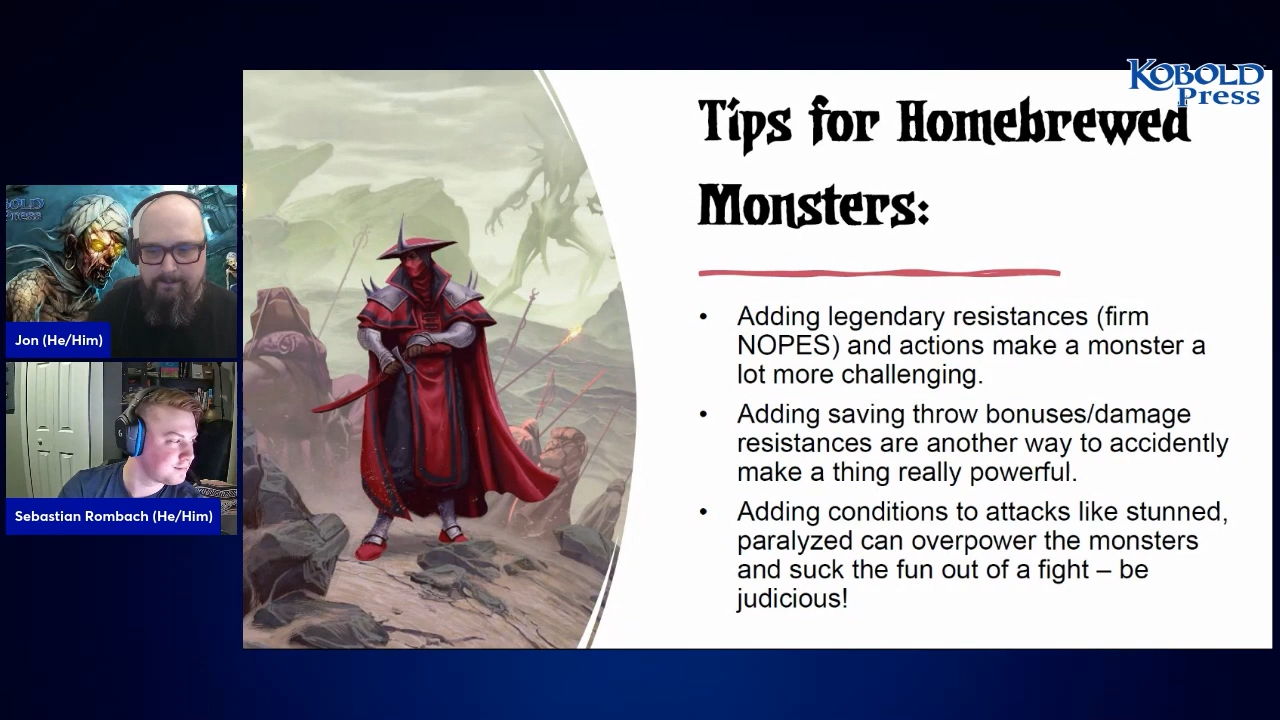 KOBOLD
Press
Tips for Homebrewed
Monsters:
• Adding legendary resistances (firm
NOPES) and actions make a monster a
lot more challenging.
• Adding saving throw bonuses/damage
resistances are another way to accidently
make a thing really powerful.
• Adding conditions to attacks like stunned,
paralyzed can overpower the monsters
and suck the fun out of a fight – be
judicious!
Jon (He/Him)
Sebastian Rombach (He/Him)